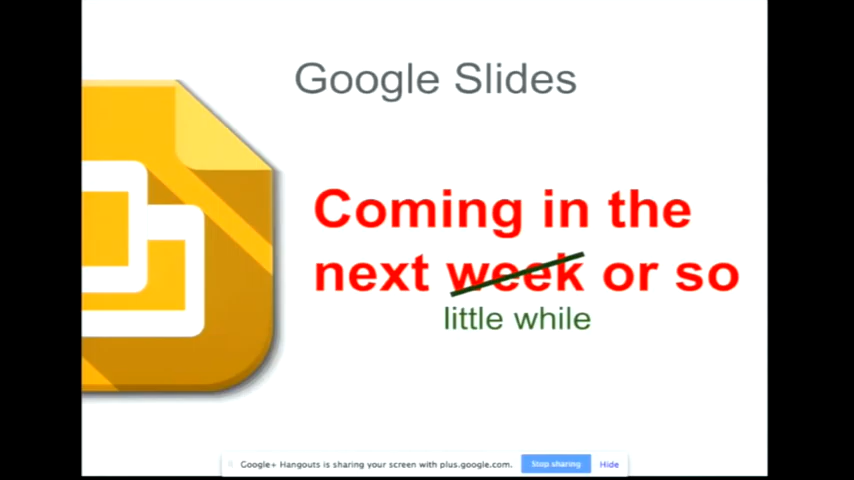 Google Slides
Coming in the
next week or so
little while
Google+ Hangouts is sharing your screen with plus.google.com.
Stop sharing
Hide